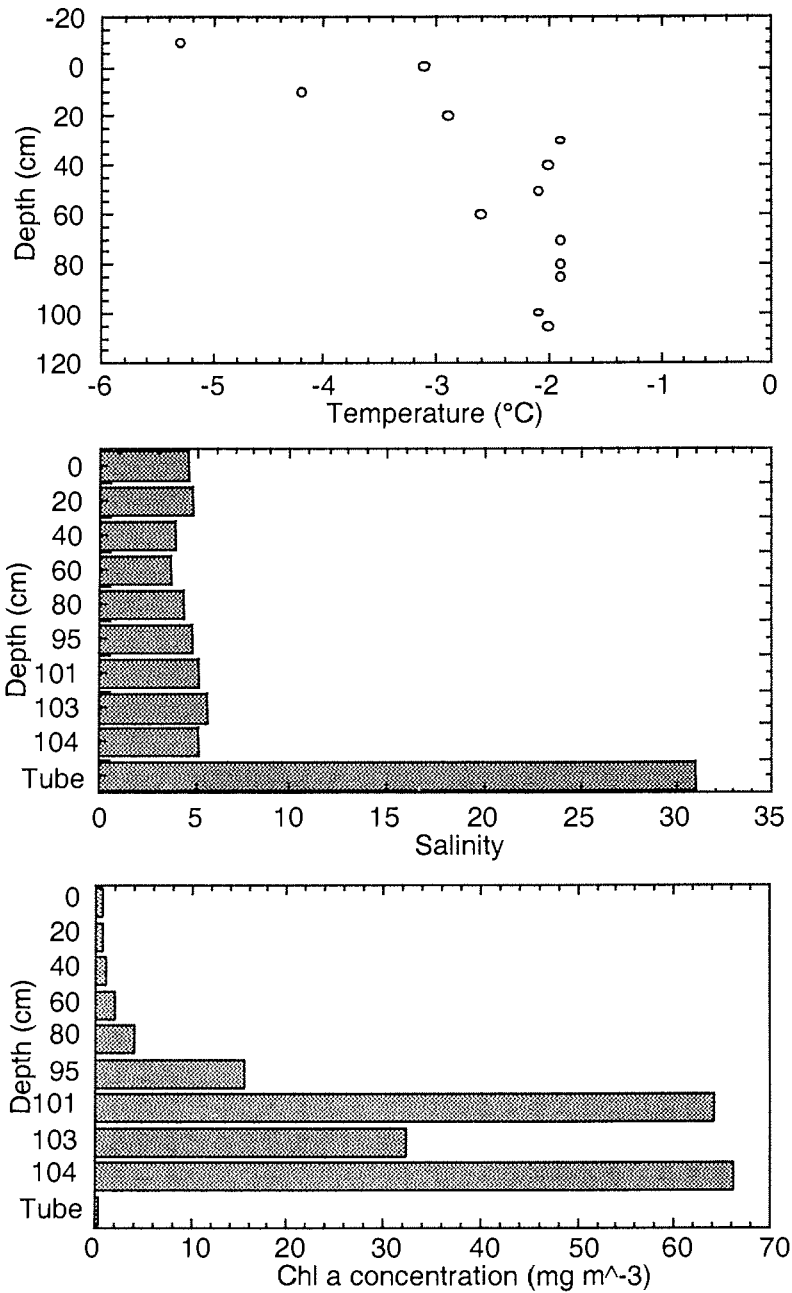 -20
0
20
40
60
80
100
120
Depth (cm)
-6 -5 -4 -3 -2 -1 0
Temperature (°C)
0
20
40
60
80
95
101
103
104
Tube
Depth (cm)
0 5 10 15 20 25 30 35
Salinity
0
20
40
60
80
95
101
103
104
Tube
Depth (cm)
0 10 20 30 40 50 60 70
Chl a concentration (mg m^-3)